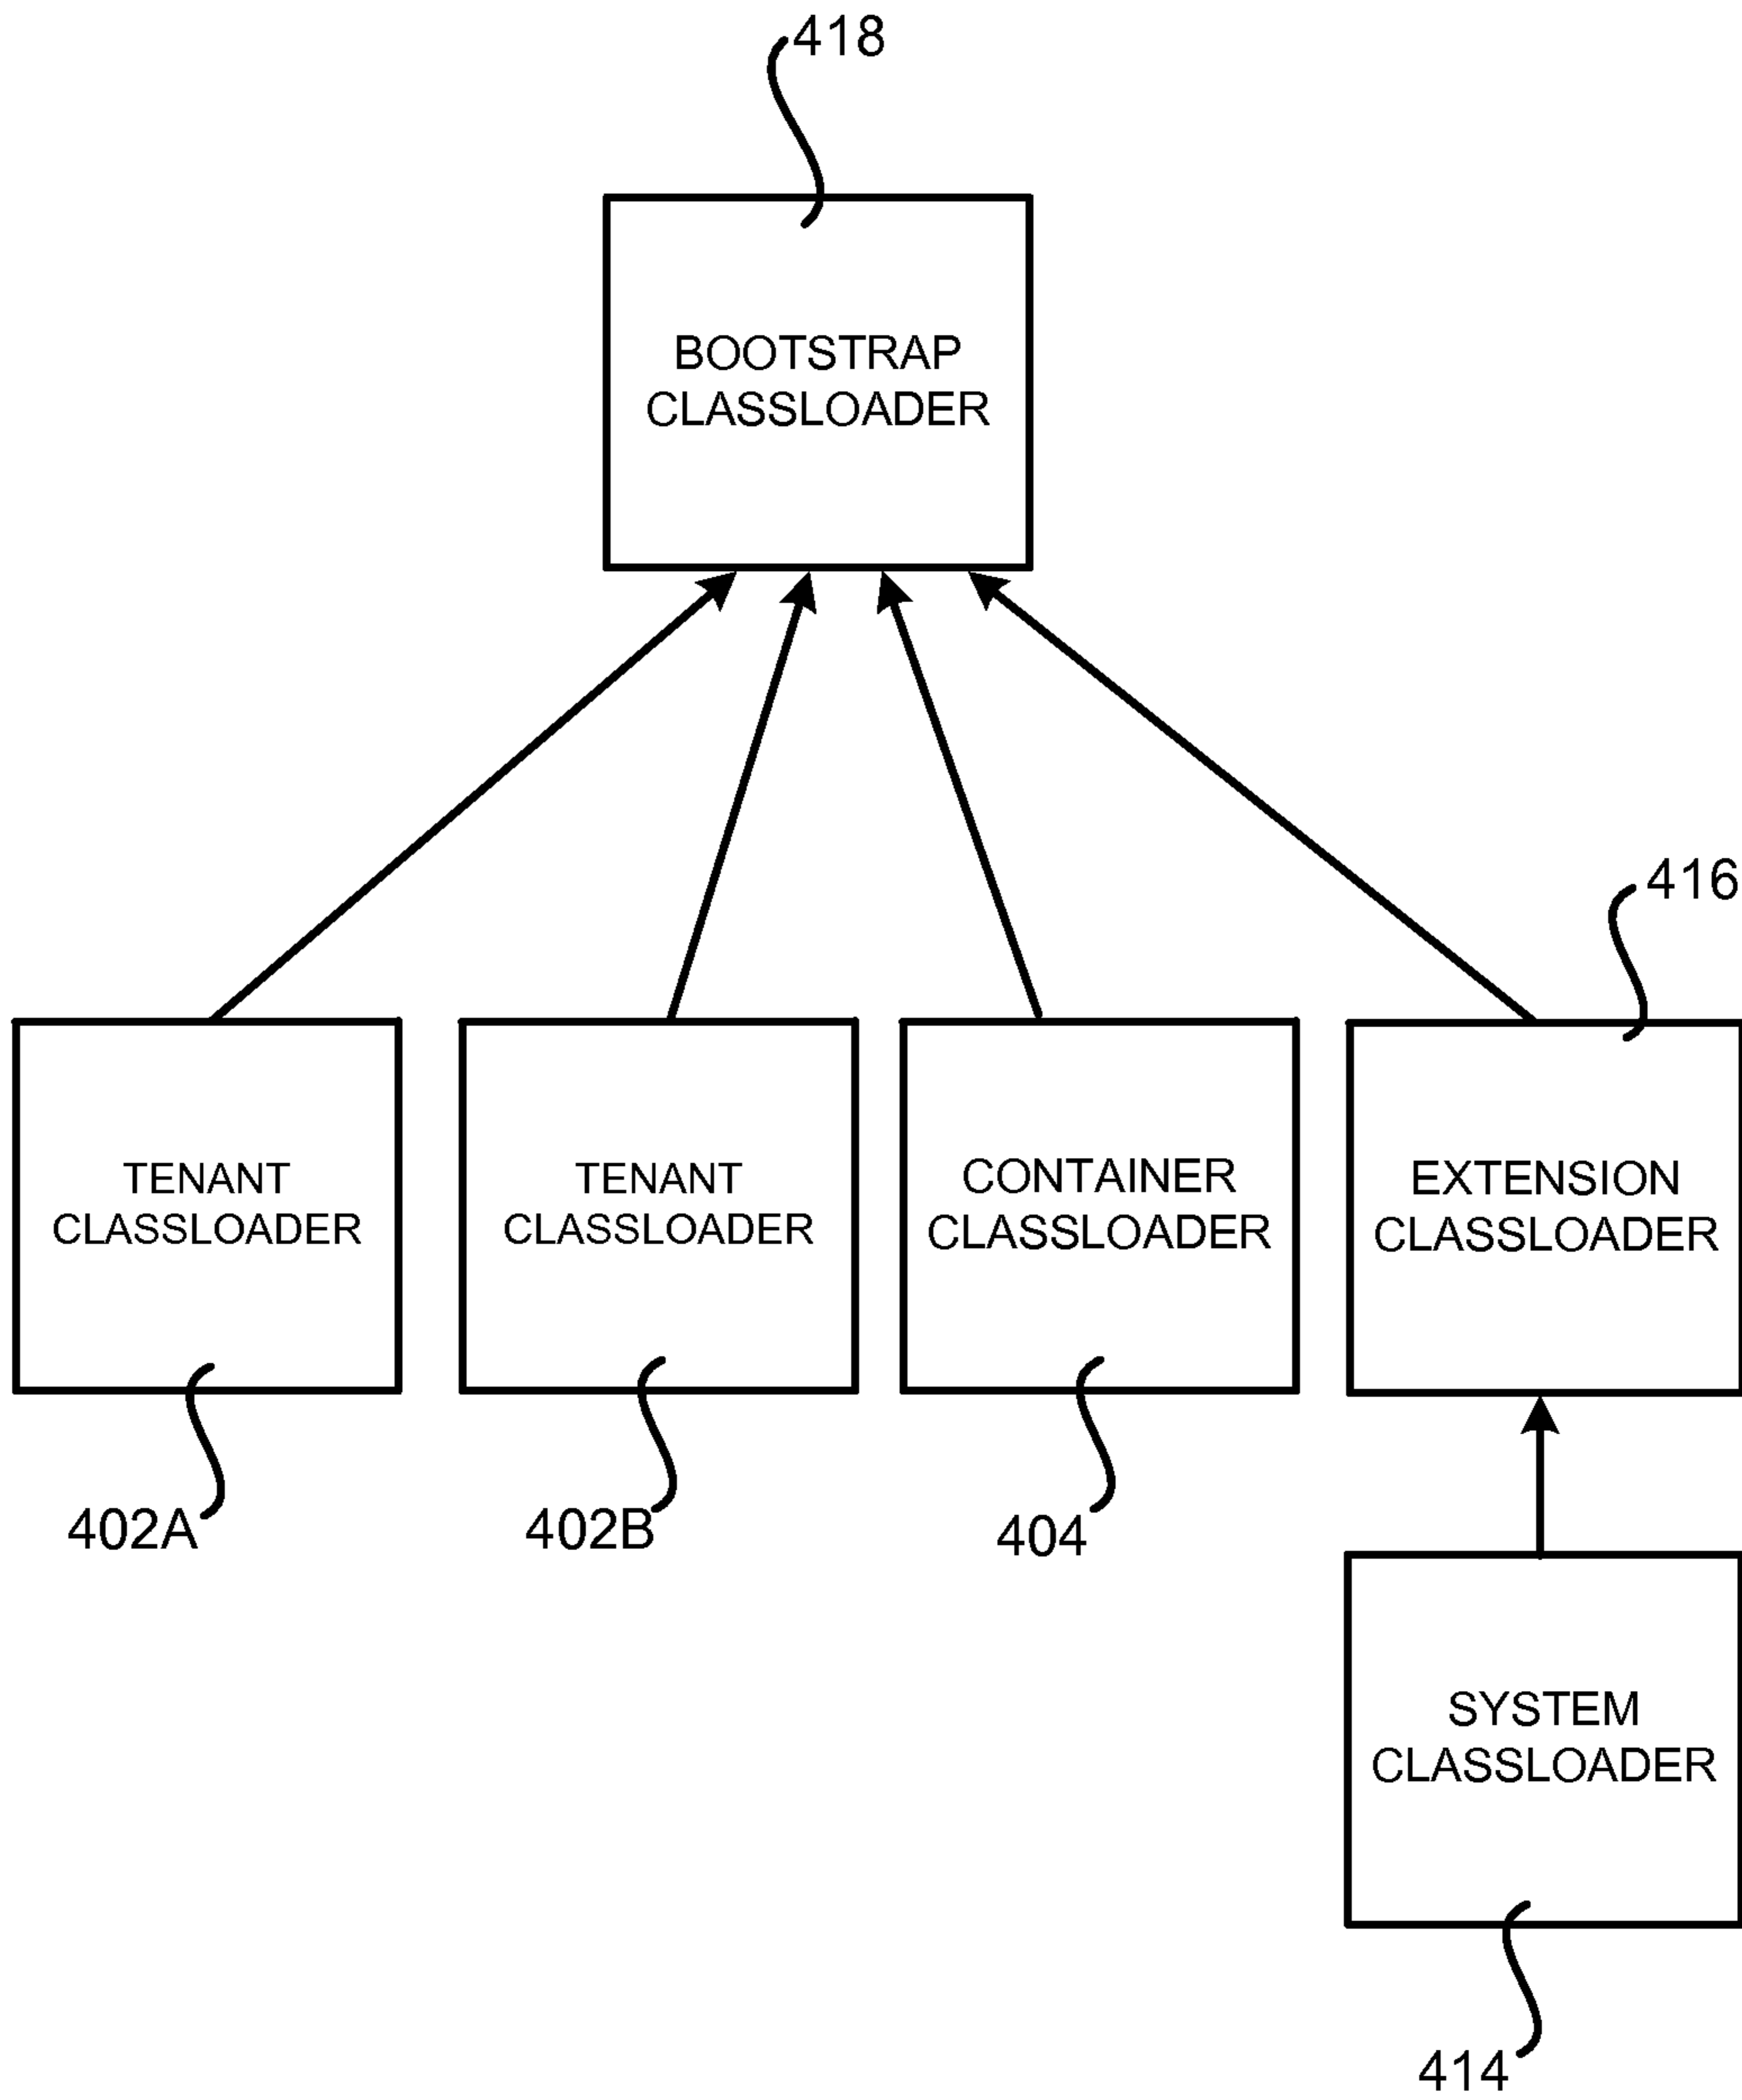 418
BOOTSTRAP
CLASSLOADER
416
TENANT
CLASSLOADER
TENANT
CLASSLOADER
CONTAINER
CLASSLOADER
EXTENSION
CLASSLOADER
402A
402B
404
SYSTEM
CLASSLOADER
414